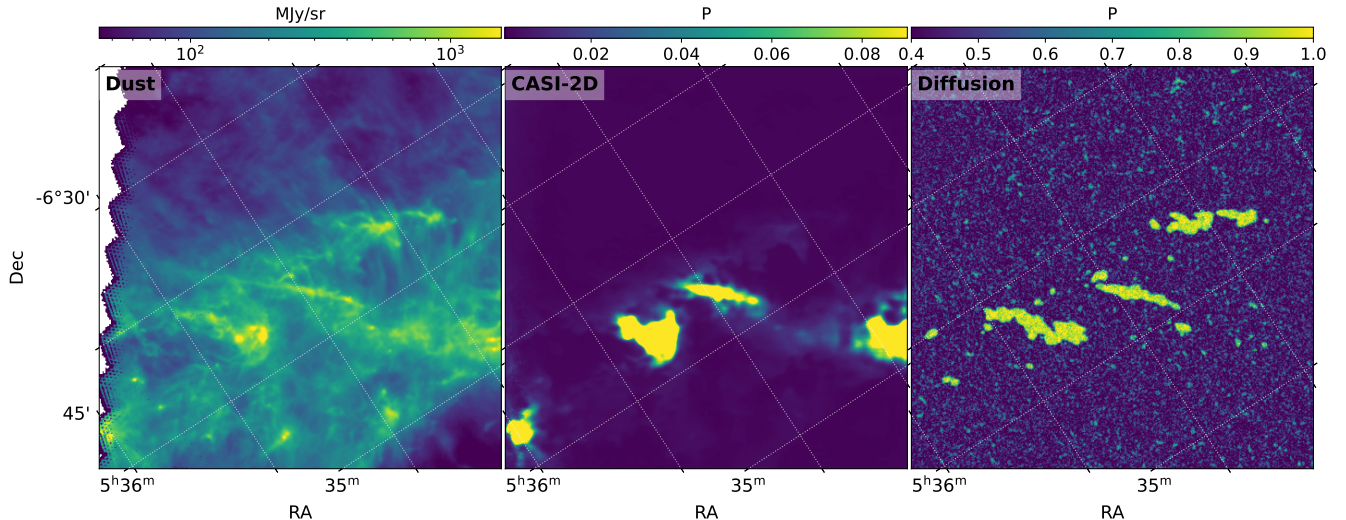 MJy/sr
P
P
10²
10³
0.02
0.04
0.06
0.08
0.4
0.5
0.6
0.7
0.8
0.9
1.0
Dust
CASI-2D
Diffusion
-6°30'
45'
Dec
5ʰ36ᵐ
35ᵐ
5ʰ36ᵐ
35ᵐ
5ʰ36ᵐ
35ᵐ
RA
RA
RA